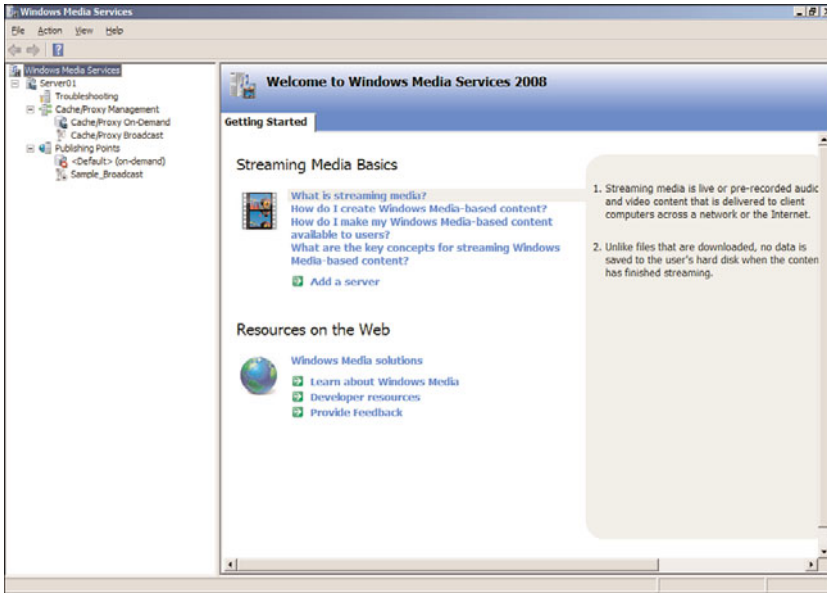 Windows Media Services
File Action View Help
Windows Media Services
Server01
Troubleshooting
Cache/Proxy Management
Cache/Proxy On-Demand
Cache/Proxy Broadcast
Publishing Points
<Default> (on-demand)
Sample_Broadcast
Welcome to Windows Media Services 2008
Getting Started
Streaming Media Basics
What is streaming media?
How do I create Windows Media-based content?
How do I make my Windows Media-based content
available to users?
What are the key concepts for streaming Windows
Media-based content?
Add a server
Resources on the Web
Windows Media solutions
Learn about Windows Media
Developer resources
Provide Feedback
1. Streaming media is live or pre-recorded audio
and video content that is delivered to client
computers across a network or the Internet.
2. Unlike files that are downloaded, no data is
saved to the user's hard disk when the conten
has finished streaming.